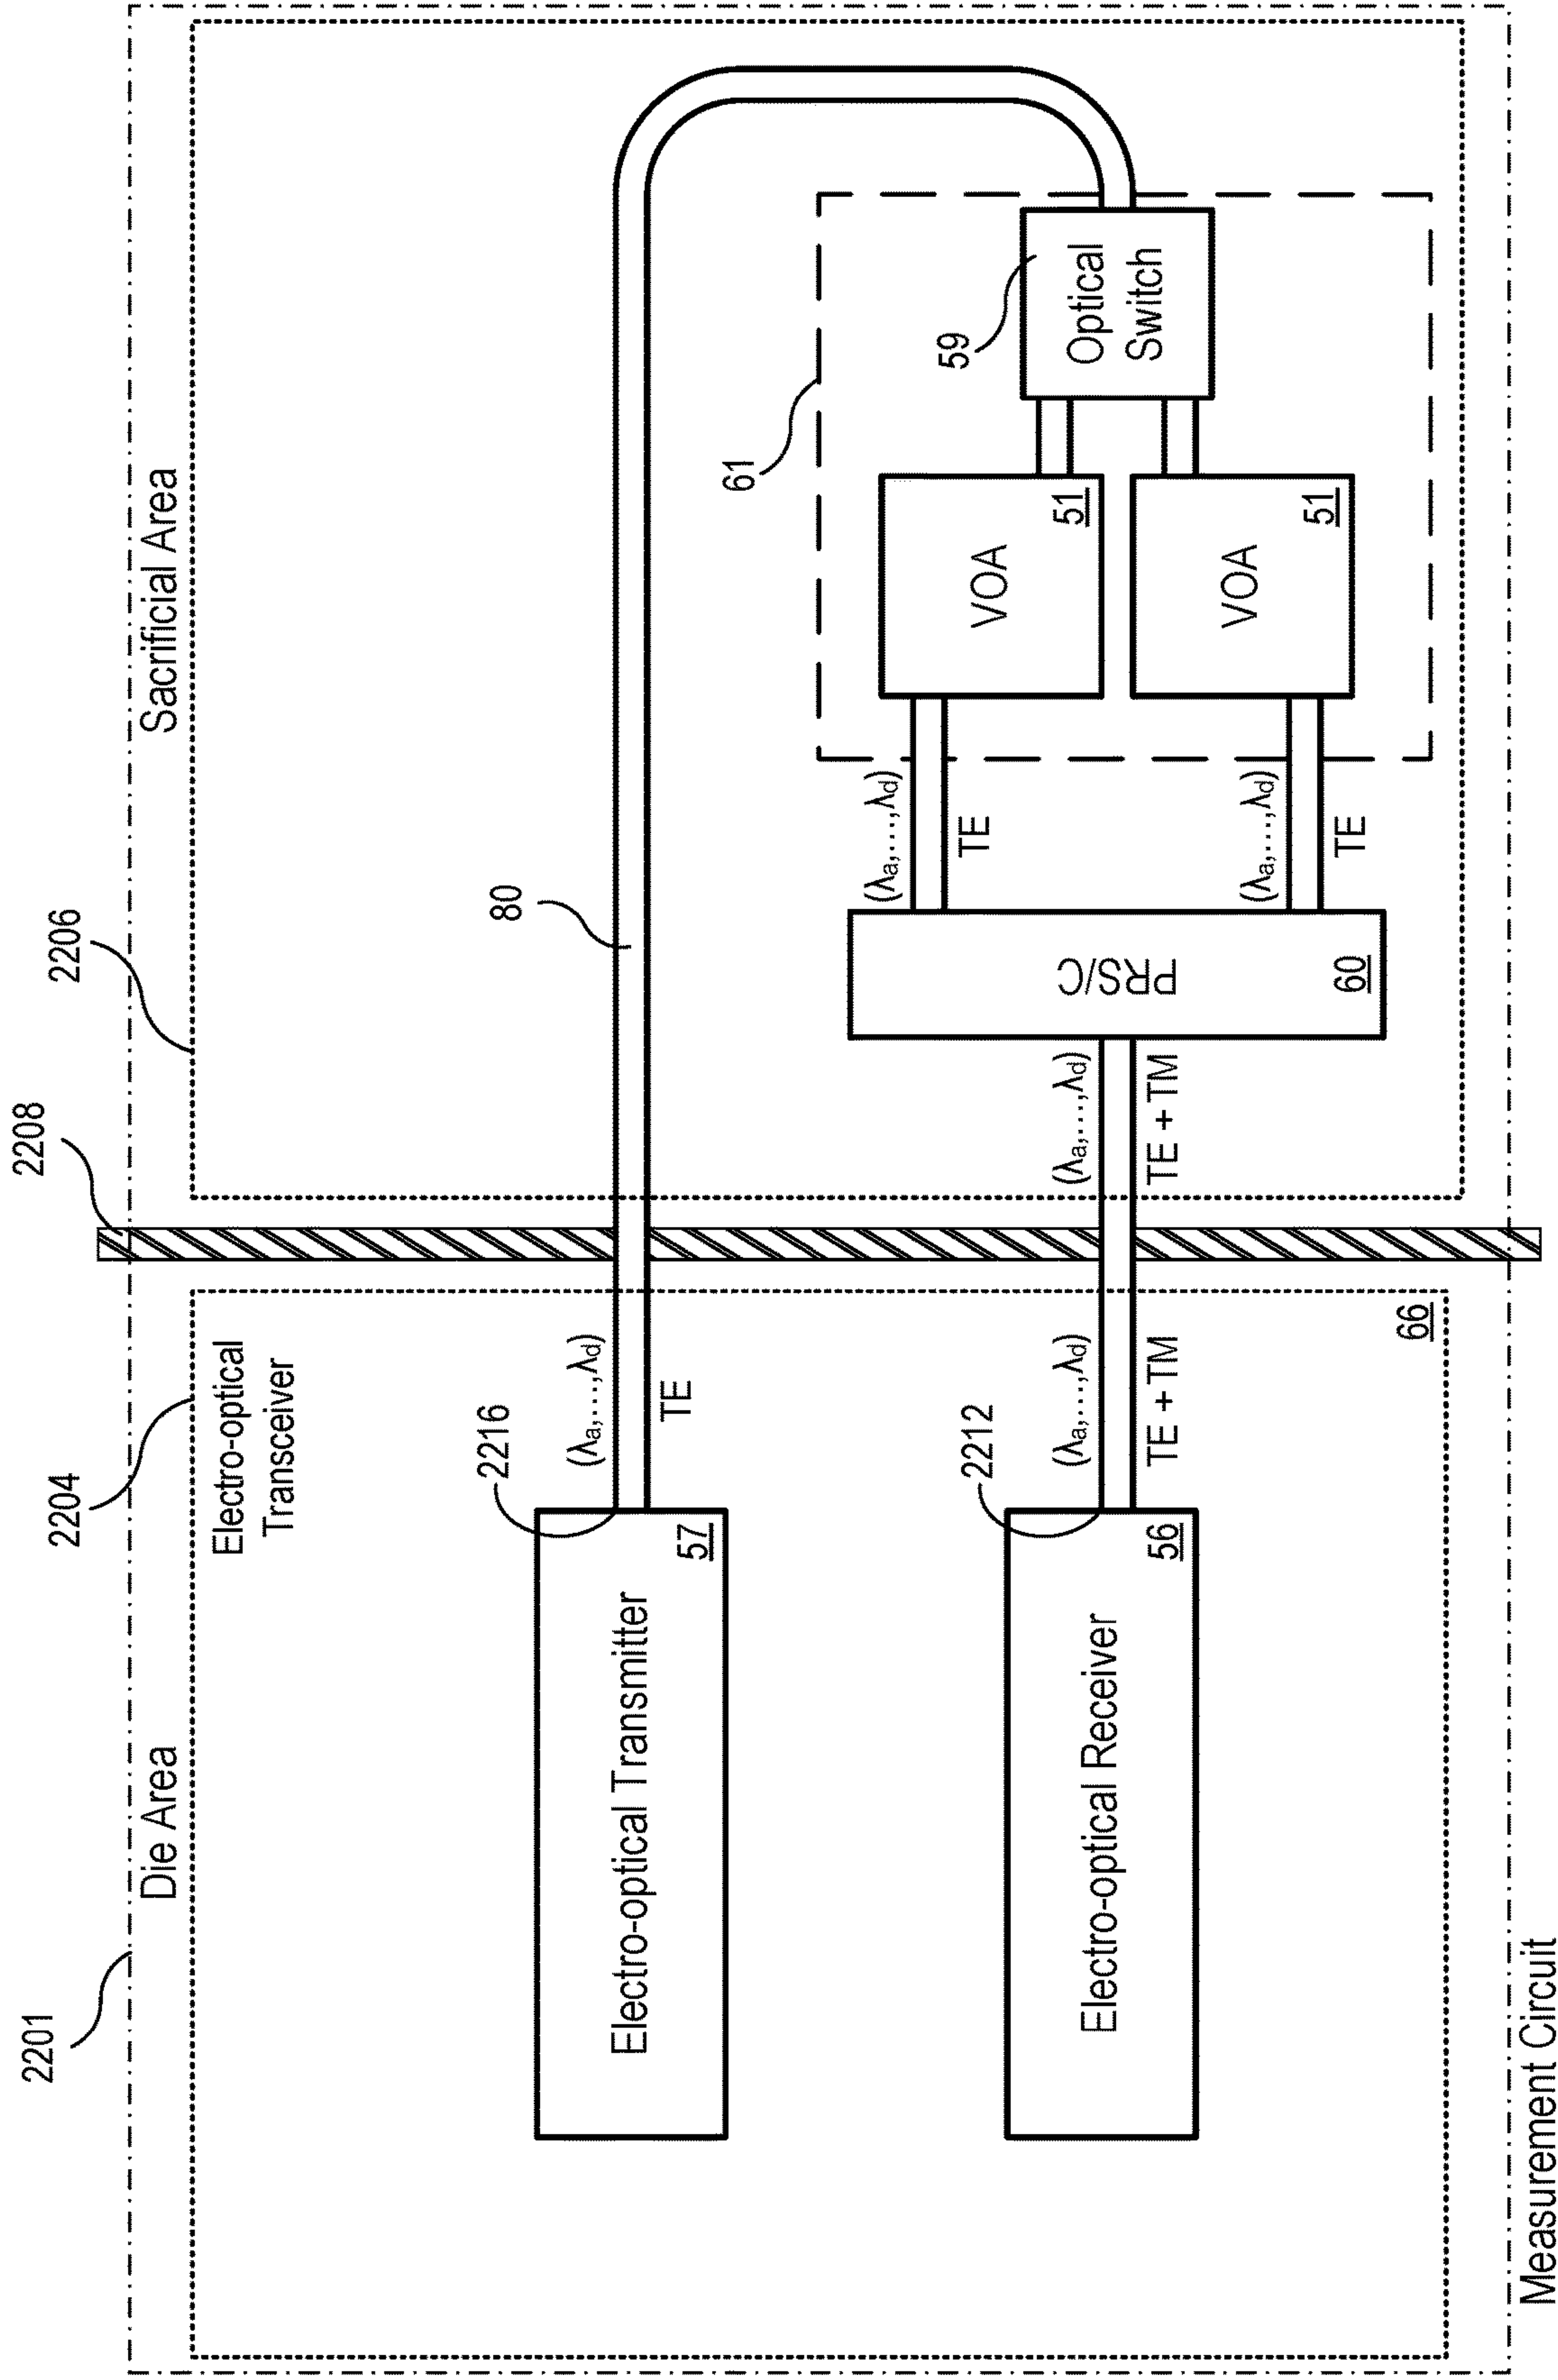 2201
2204
2208
2206
Die Area
Sacrificial Area
Electro-optical
Transceiver
2216
(λa,...,λd)
TE
80
Electro-optical Transmitter
57
61
59
Optical
Switch
VOA
51
VOA
51
(λa,...,λd)
TE
(λa,...,λd)
TE
PRS/C
60
(λa,...,λd)
TE + TM
2212
(λa,...,λd)
TE + TM
Electro-optical Receiver
56
66
Measurement Circuit